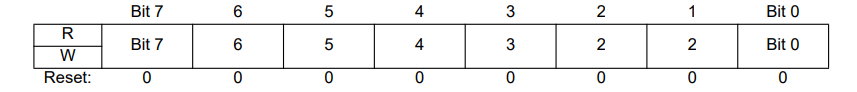 Bit 7 6 5 4 3 2 1 Bit 0
R
Bit 7 6 5 4 3 2 2 Bit 0
W
Reset: 0 0 0 0 0 0 0 0